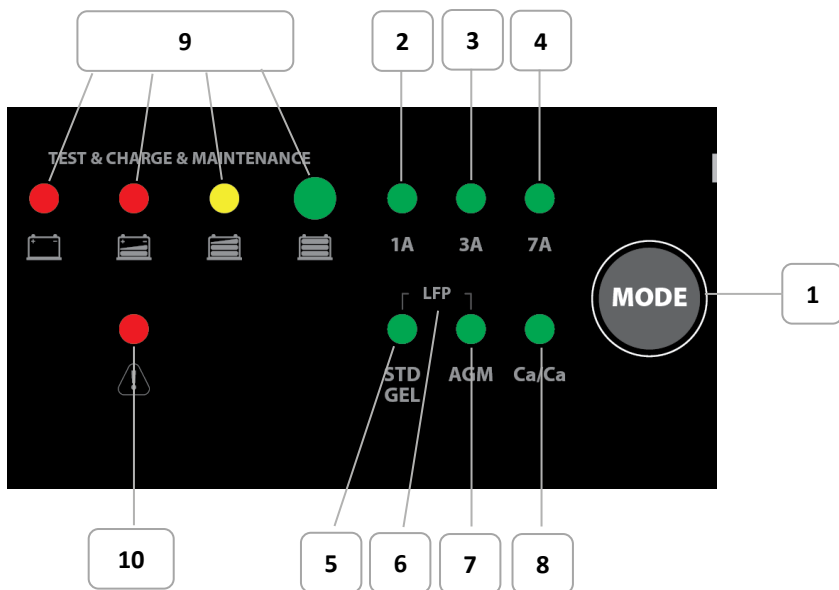 9 2 3 4
TEST & CHARGE & MAINTENANCE
1A 3A 7A
LFP
MODE
1
STD AGM Ca/Ca
GEL
10 5 6 7 8